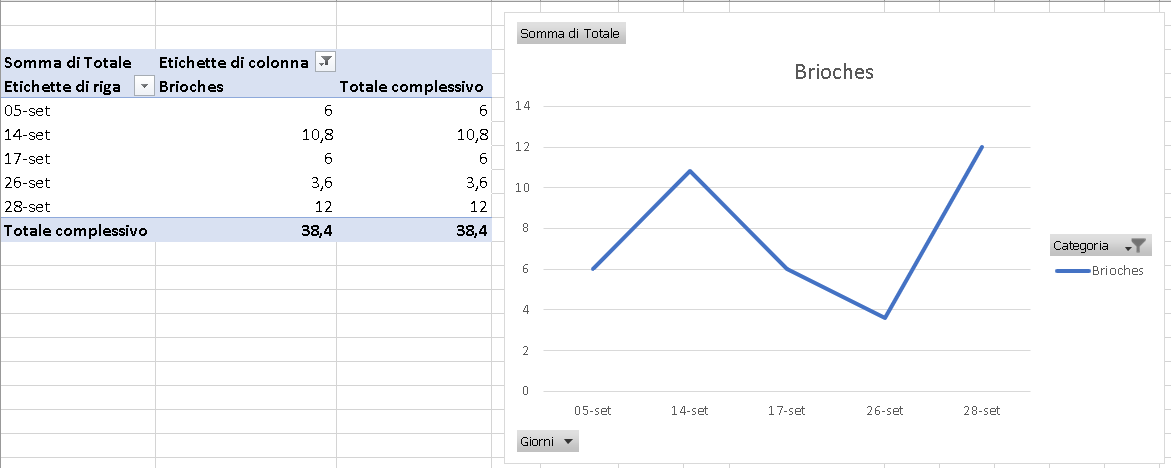 Somma di Totale Etichette di colonna
Etichette di riga Brioches Totale complessivo
05-set 6 6
14-set 10,8 10,8
17-set 6 6
26-set 3,6 3,6
28-set 12 12
Totale complessivo 38,4 38,4
Somma di Totale
Brioches
14
12
10
8
6
4
2
0
05-set 14-set 17-set 26-set 28-set
Categoria
Brioches
Giorni